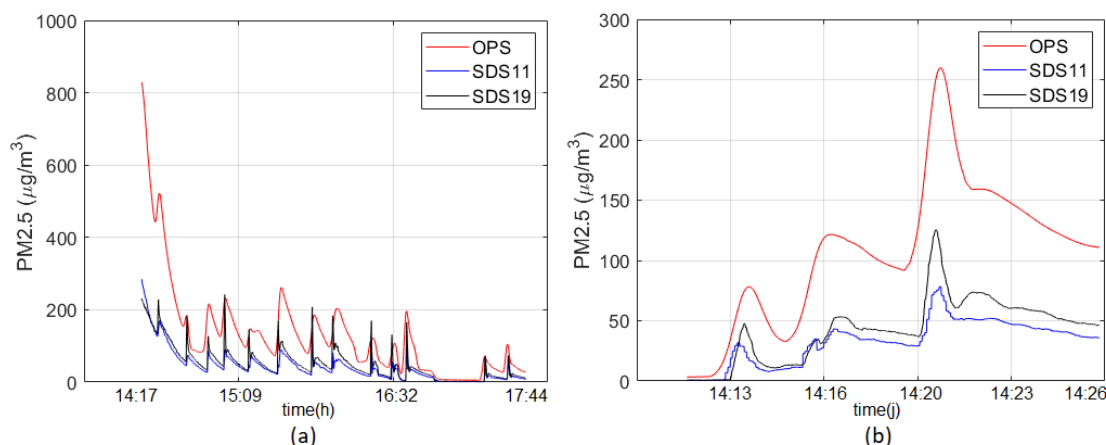 1000
800
600
400
200
0
PM2.5 (μg/m³)
OPS
SDS11
SDS19
14:17
15:09
16:32
17:44
time(h)
(a)
300
250
200
150
100
50
0
PM2.5 (μg/m³)
OPS
SDS11
SDS19
14:13
14:16
14:20
14:23
14:26
time(j)
(b)